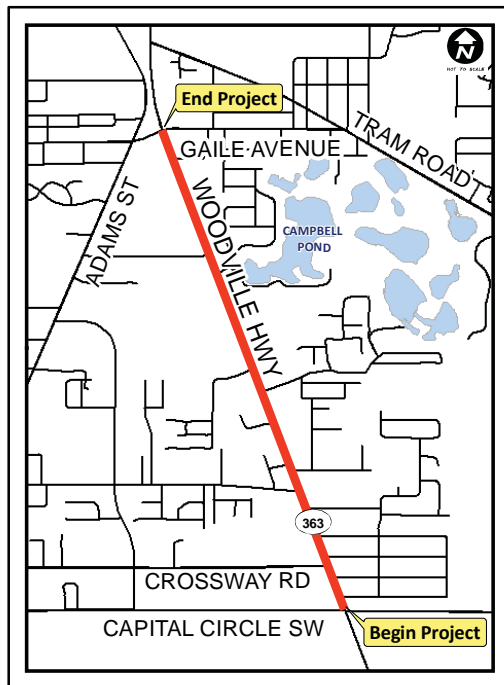 N
NOT TO SCALE
End Project
TRAM ROAD
GAILE AVENUE
ADAMS ST
WOODVILLE HWY
CAMPBELL
POND
363
CROSSWAY RD
CAPITAL CIRCLE SW
Begin Project